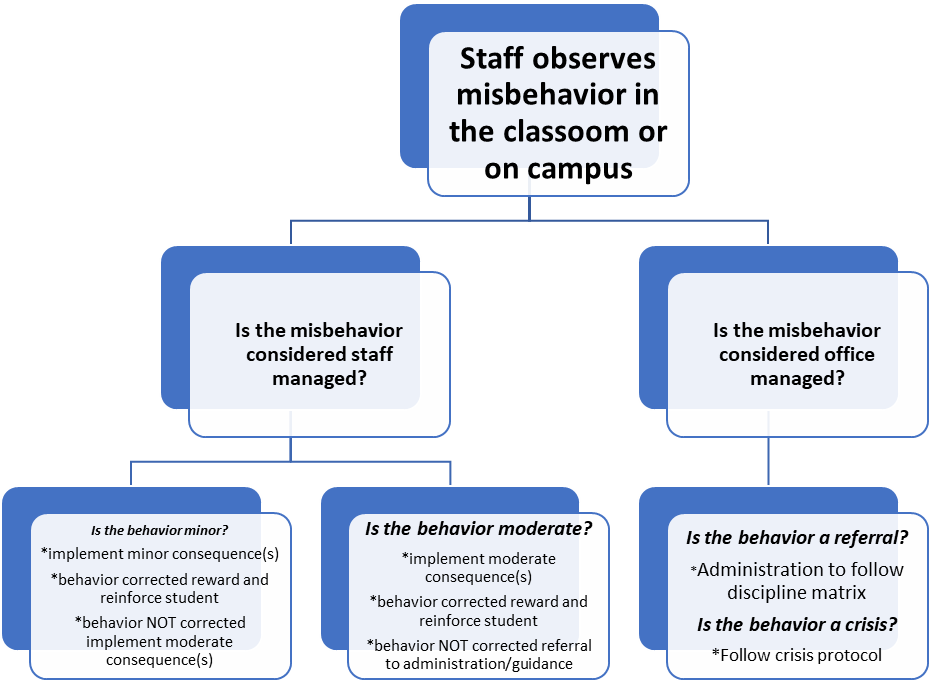 Staff observes
misbehavior in
the classoom or
on campus
Is the misbehavior
considered staff
managed?
Is the misbehavior
considered office
managed?
Is the behavior minor?
*implement minor consequence(s)
*behavior corrected reward and
reinforce student
*behavior NOT corrected
implement moderate
consequence(s)
Is the behavior moderate?
*implement moderate
consequence(s)
*behavior corrected reward and
reinforce student
*behavior NOT corrected referral
to administration/guidance
Is the behavior a referral?
*Administration to follow
discipline matrix
Is the behavior a crisis?
*Follow crisis protocol